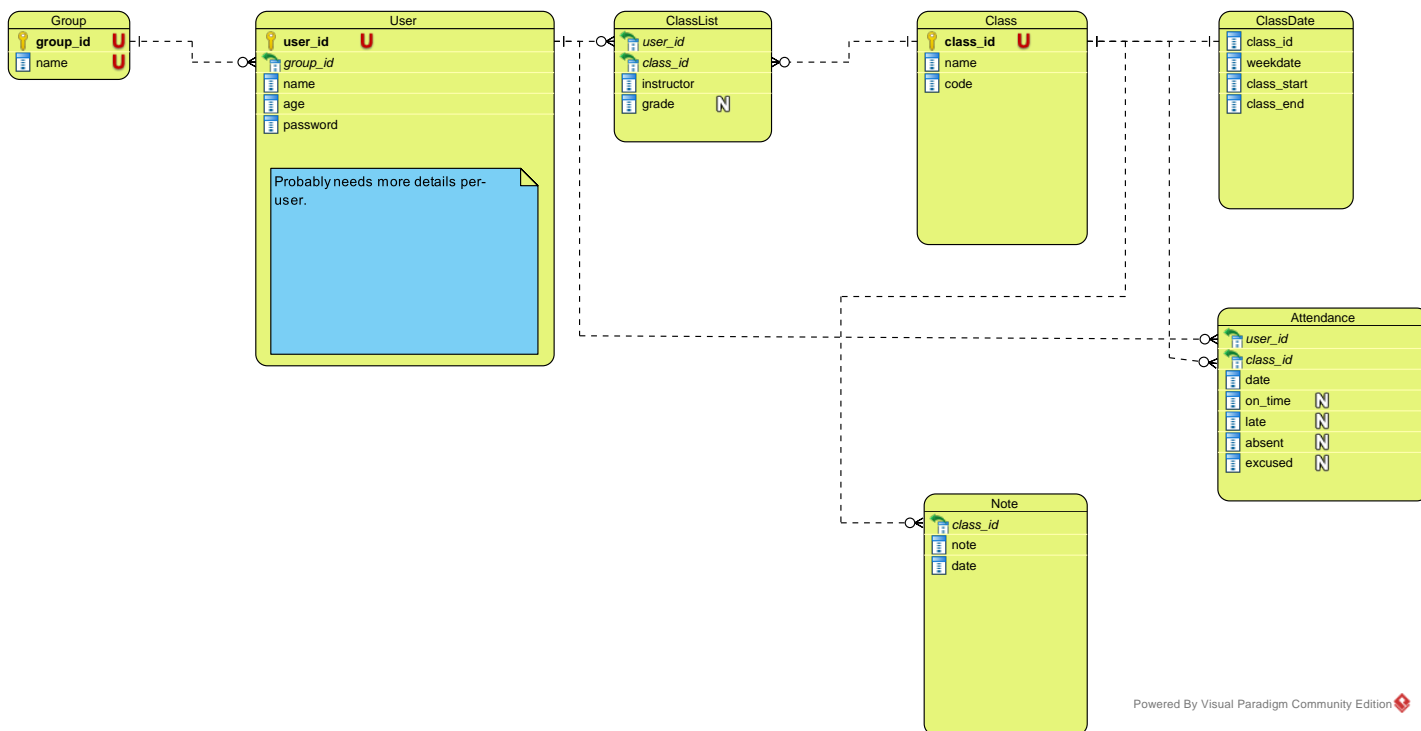 Group
group_id U
name U
User
user_id U
group_id
name
age
password
Probably needs more details per-
user.
ClassList
user_id
class_id
instructor
grade N
Class
class_id U
name
code
ClassDate
class_id
weekdate
class_start
class_end
Attendance
user_id
class_id
date
on_time N
late N
absent N
excused N
Note
class_id
note
date
Powered By Visual Paradigm Community Edition